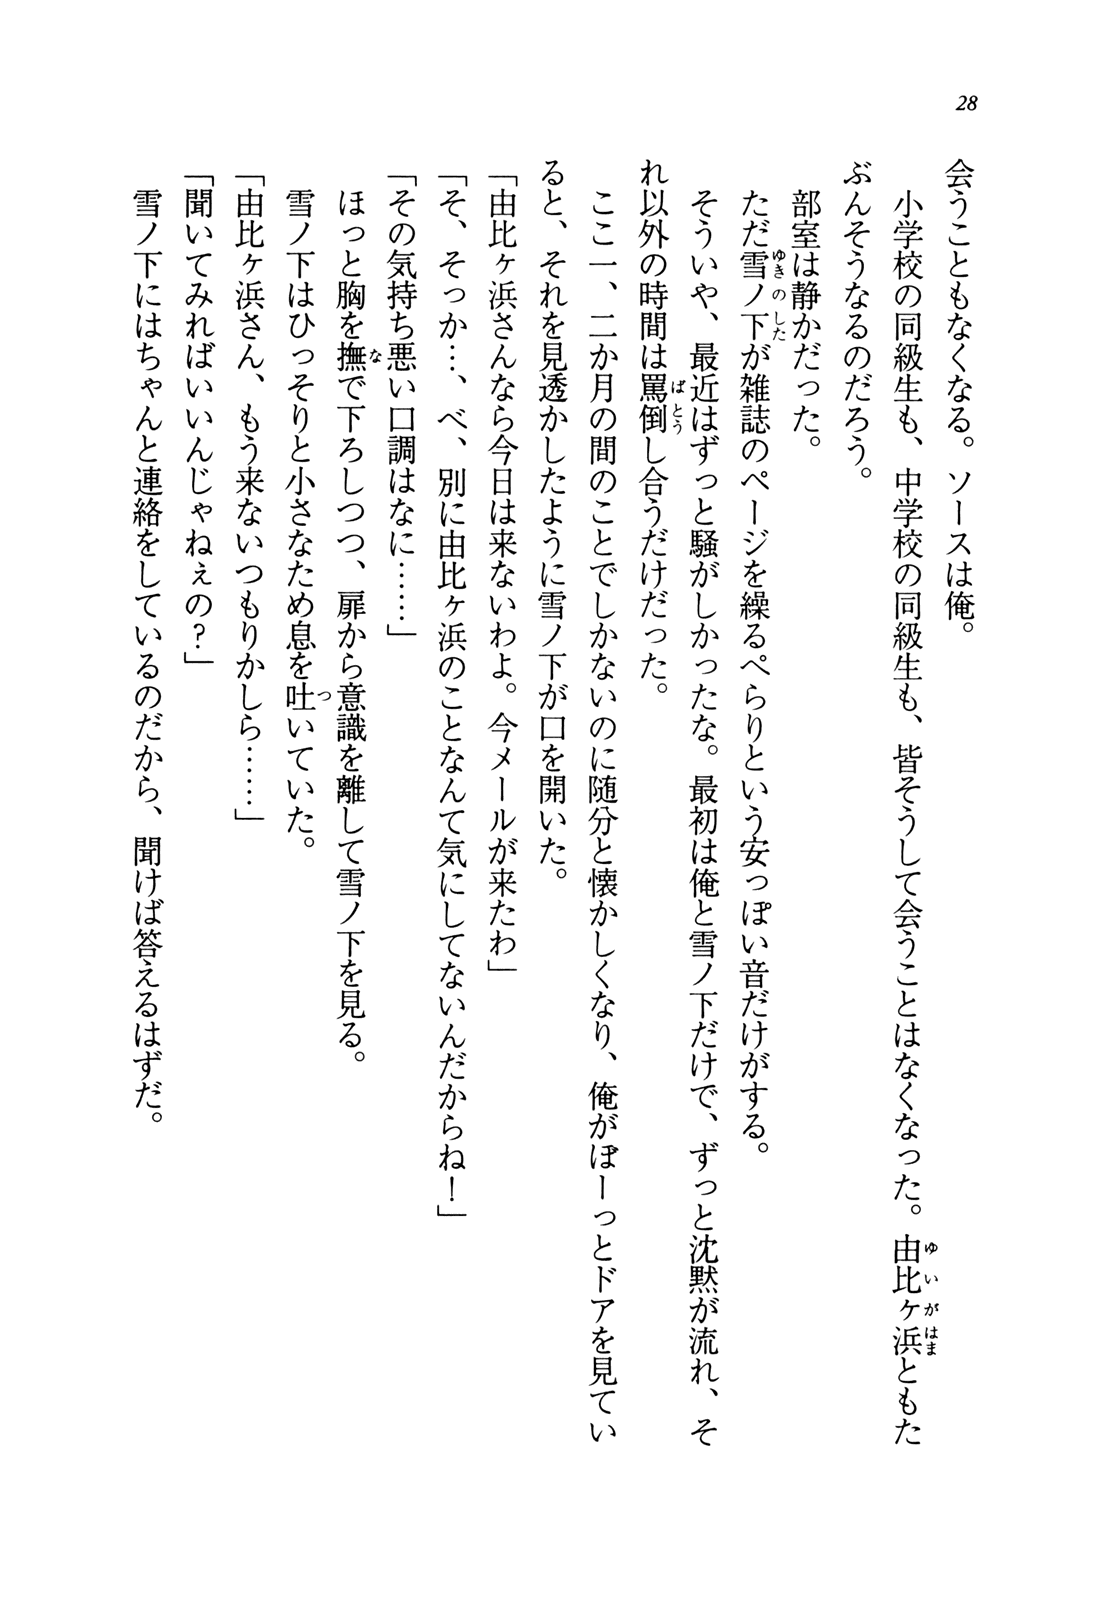 28
会うこともなくなる。ソースは俺。
小学校の同級生も、中学校の同級生も、皆そうして会うことはなくなった。由比ヶ浜ともた
ゆいがはま
ぶんそうなるのだろう。
部室は静かだった。
ただ雪ノ下が雑誌のページを繰るぺらりという安っぽい音だけがする。
ゆきのした
そういや、最近はずっと騒がしかったな。最初は俺と雪ノ下だけで、ずっと沈黙が流れ、そ
れ以外の時間は罵倒し合うだけだった。
ばとう
ここ一、二か月の間のことでしかないのに随分と懐かしくなり、俺がぼーっとドアを見てい
ると、それを見透かしたように雪ノ下が口を開いた。
「由比ヶ浜さんなら今日は来ないわよ。今メールが来たわ」
「そ、そっか…、べ、別に由比ヶ浜のことなんて気にしてないんだからね！」
「その気持ち悪い口調はなに……」
ほっと胸を撫で下ろしつつ、扉から意識を離して雪ノ下を見る。
な
雪ノ下はひっそりと小さなため息を吐いていた。
つ
「由比ヶ浜さん、もう来ないつもりかしら……」
「聞いてみればいいんじゃねぇの？」
雪ノ下にはちゃんと連絡をしているのだから、聞けば答えるはずだ。